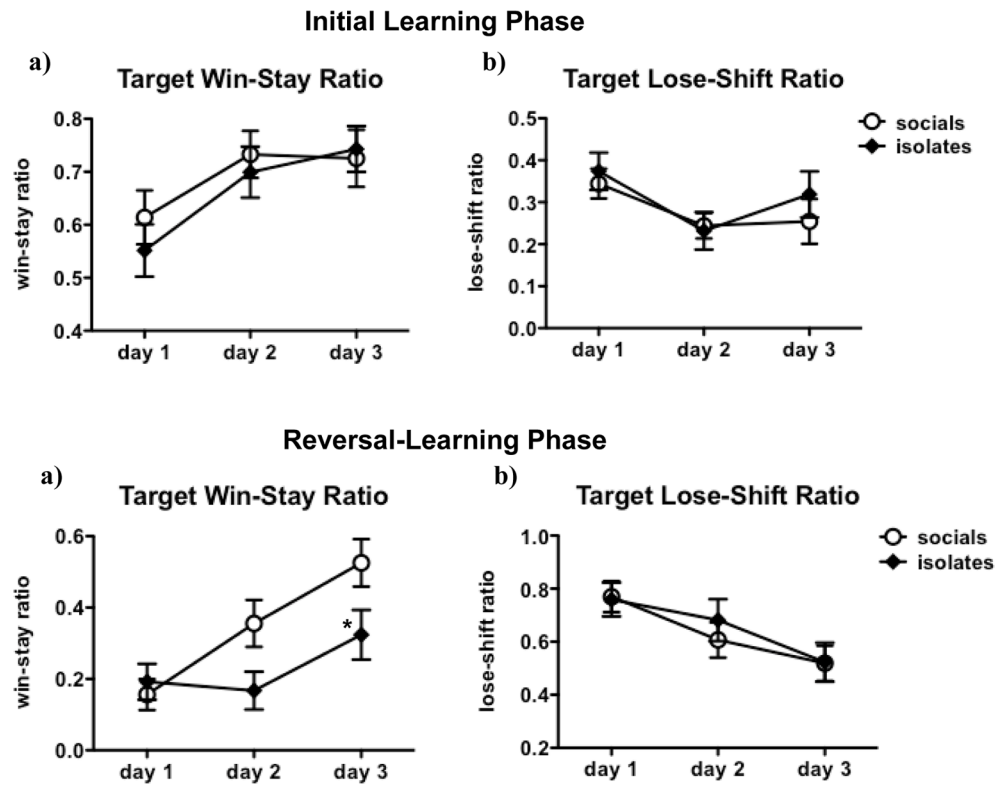 Initial Learning Phase
a)
Target Win-Stay Ratio
win-stay ratio
0.8
0.7
0.6
0.5
0.4
day 1 day 2 day 3
b)
Target Lose-Shift Ratio
lose-shift ratio
0.5
0.4
0.3
0.2
0.1
0.0
day 1 day 2 day 3
socials
isolates
Reversal-Learning Phase
a)
Target Win-Stay Ratio
win-stay ratio
0.6
0.4
0.2
0.0
*
day 1 day 2 day 3
b)
Target Lose-Shift Ratio
lose-shift ratio
1.0
0.8
0.6
0.4
0.2
day 1 day 2 day 3
socials
isolates